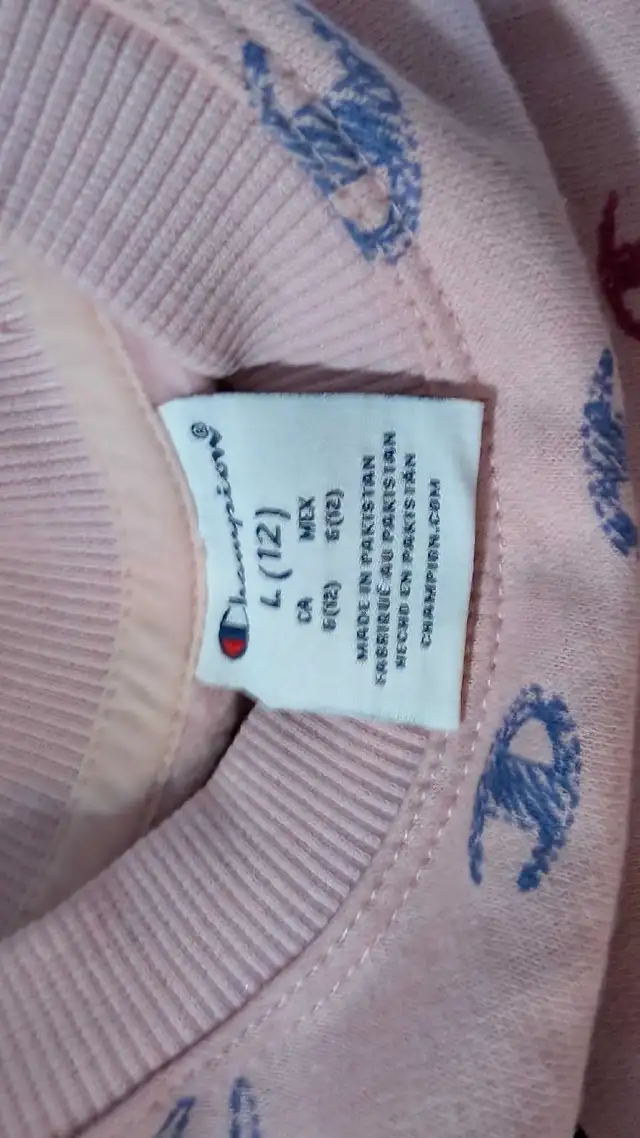 Champion®
L (12)
CA MEX
G(12) G(12)
MADE IN PAKISTAN
FABRIQUÉ AU PAKISTAN
HECHO EN PAKISTÁN
CHAMPION.COM